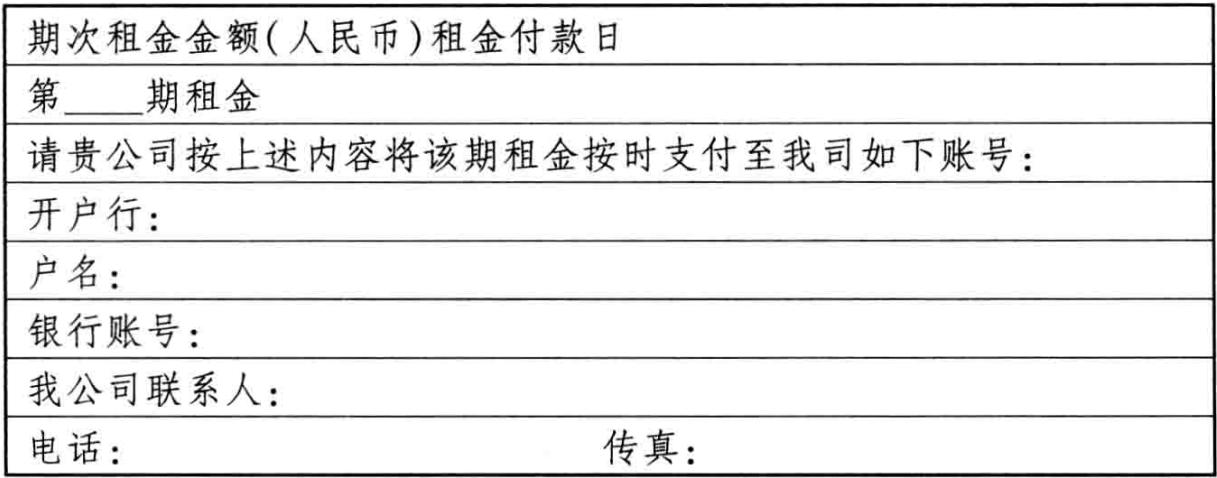 期次租金金额(人民币)租金付款日
第____期租金
请贵公司按上述内容将该期租金按时支付至我司如下账号:
开户行:
户名:
银行账号:
我公司联系人:
电话: 传真: